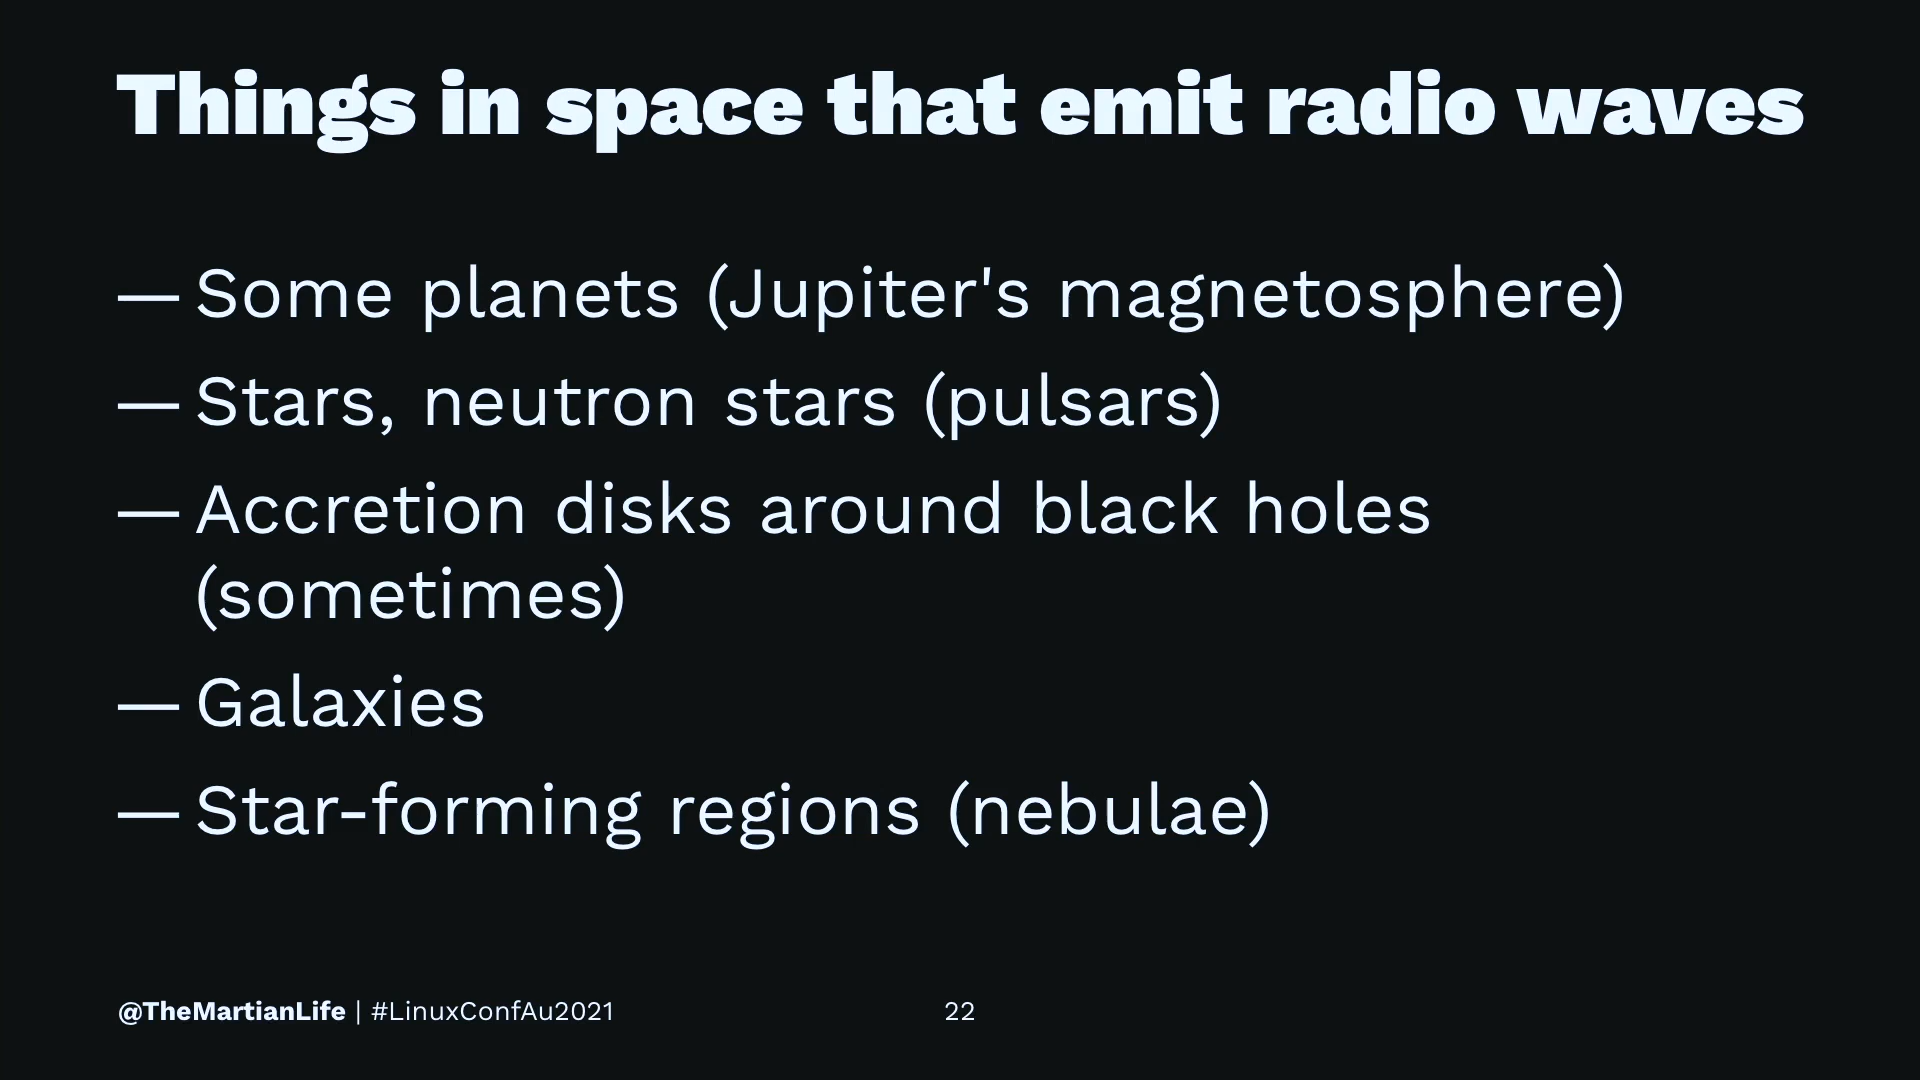 Things in space that emit radio waves
— Some planets (Jupiter's magnetosphere)
— Stars, neutron stars (pulsars)
— Accretion disks around black holes
(sometimes)
— Galaxies
— Star-forming regions (nebulae)
@TheMartianLife | #LinuxConfAu2021
22